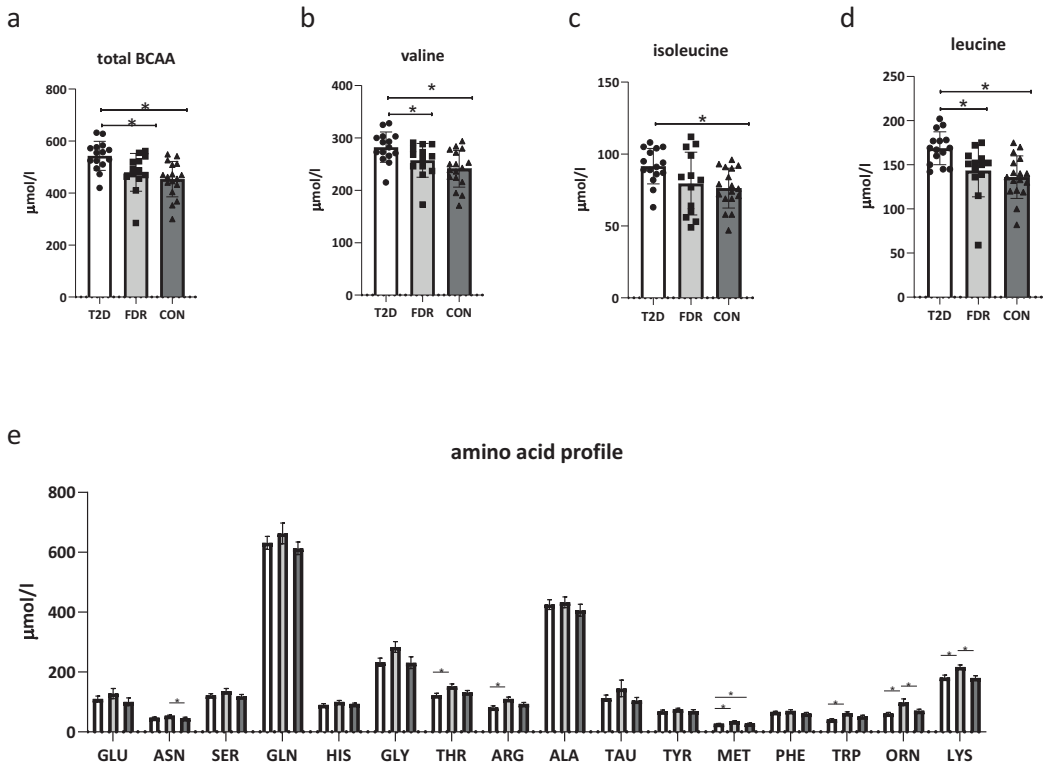 a
total BCAA
μmol/l
800
600
400
200
0
*
*
T2D FDR CON
b
valine
μmol/l
400
300
200
100
0
*
*
T2D FDR CON
c
isoleucine
μmol/l
150
100
50
0
*
T2D FDR CON
d
leucine
μmol/l
250
200
150
100
50
0
*
*
T2D FDR CON
e
amino acid profile
μmol/l
800
600
400
200
0
* * * * * * * * * *
GLU ASN SER GLN HIS GLY THR ARG ALA TAU TYR MET PHE TRP ORN LYS